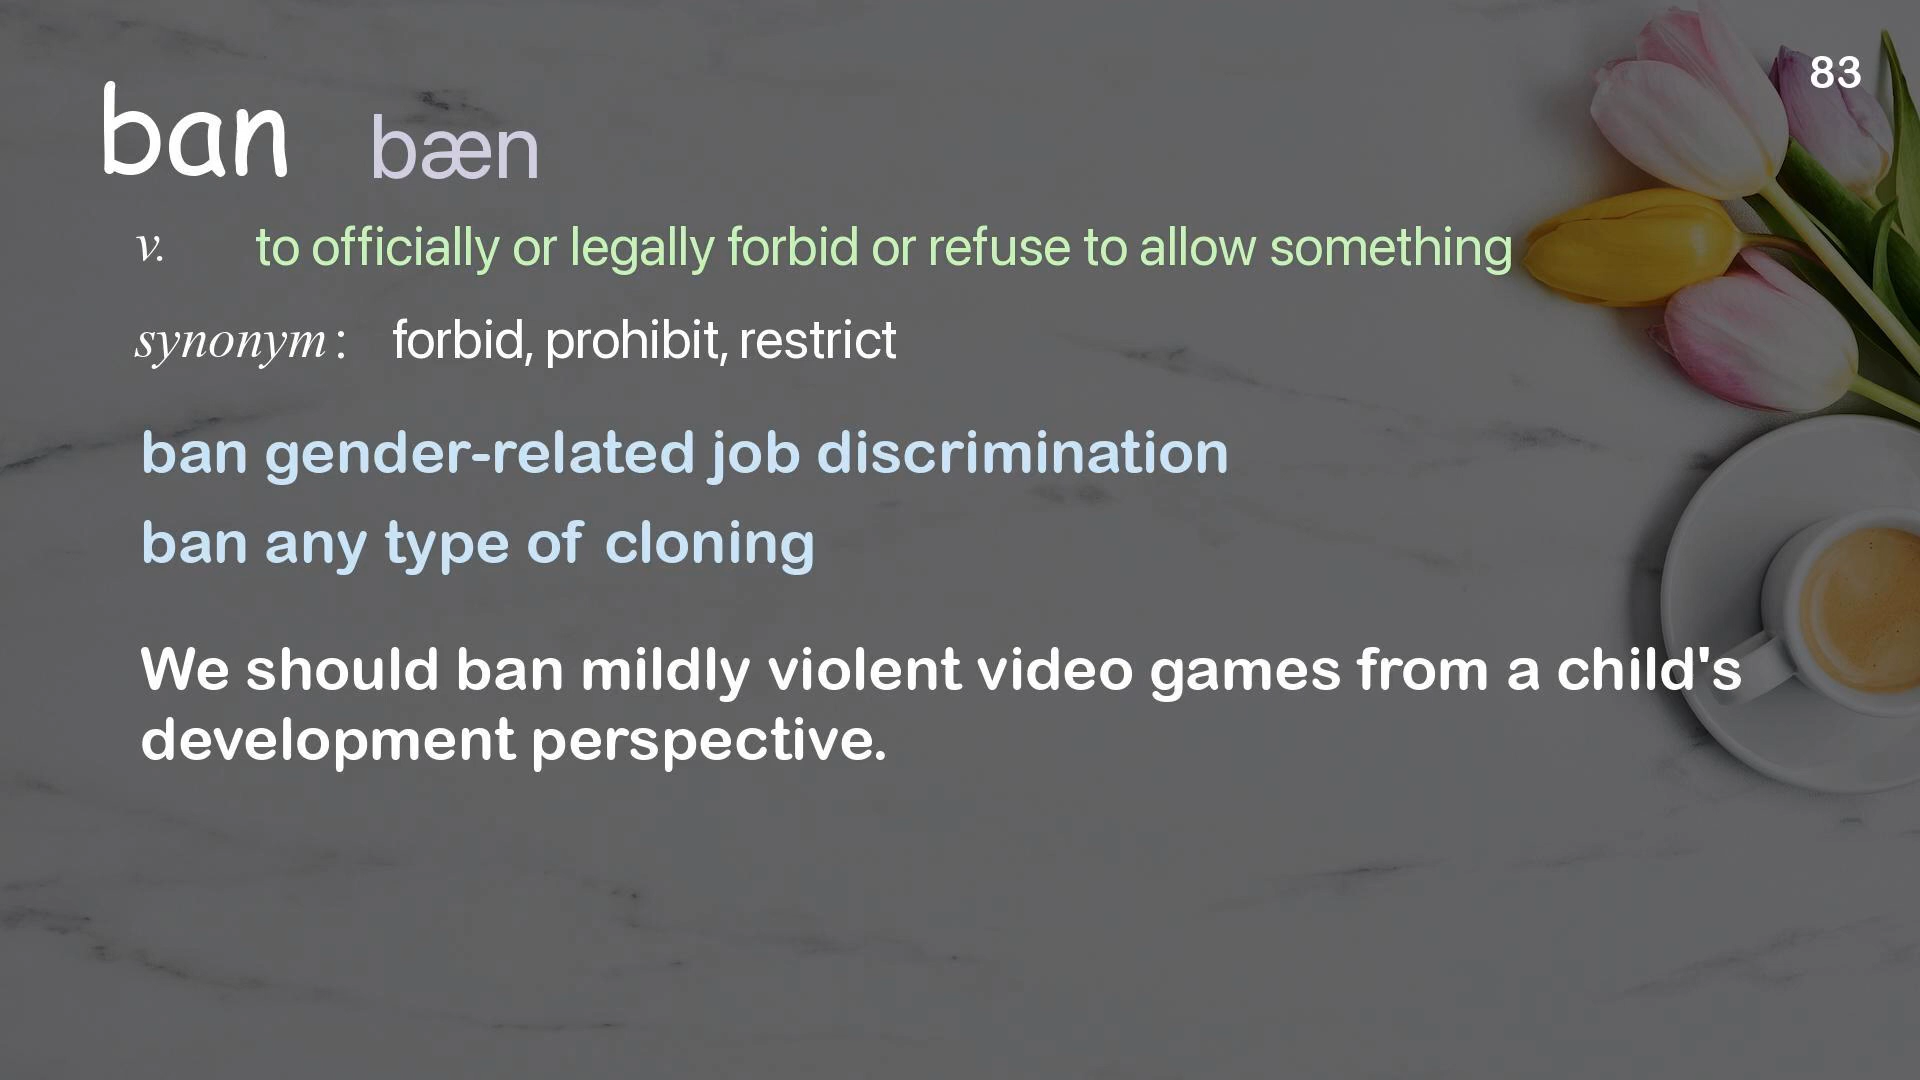 83
ban bæn
v. to officially or legally forbid or refuse to allow something
synonym : forbid, prohibit, restrict
ban gender-related job discrimination
ban any type of cloning
We should ban mildly violent video games from a child's
development perspective.